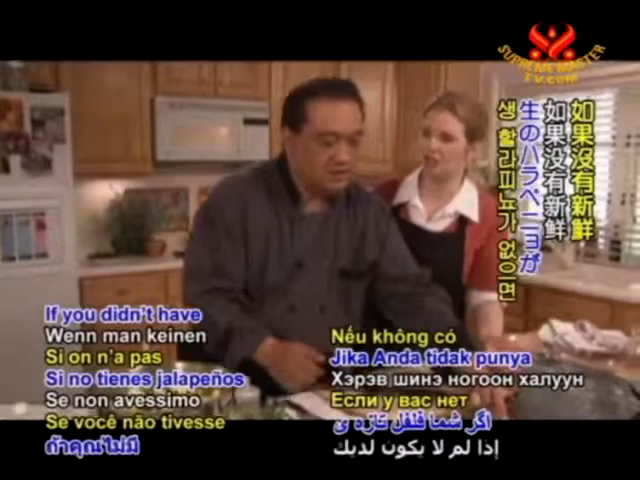 SUPREME MASTER
TV.COM
如果沒有新鮮
如果没有新鲜
生のハラペニョが
생 할라피뇨가 없으면
If you didn't have
Wenn man keinen
Si on n'a pas
Si no tienes jalapeños
Se non avessimo
Se você não tivesse
ถ้าคุณไม่มี
Nếu không có
Jika Anda tidak punya
Хэрэв шинэ ногоон халуун
Если у вас нет
اگر شما فلفل تازه ی
إذا لم لا يكون لديك